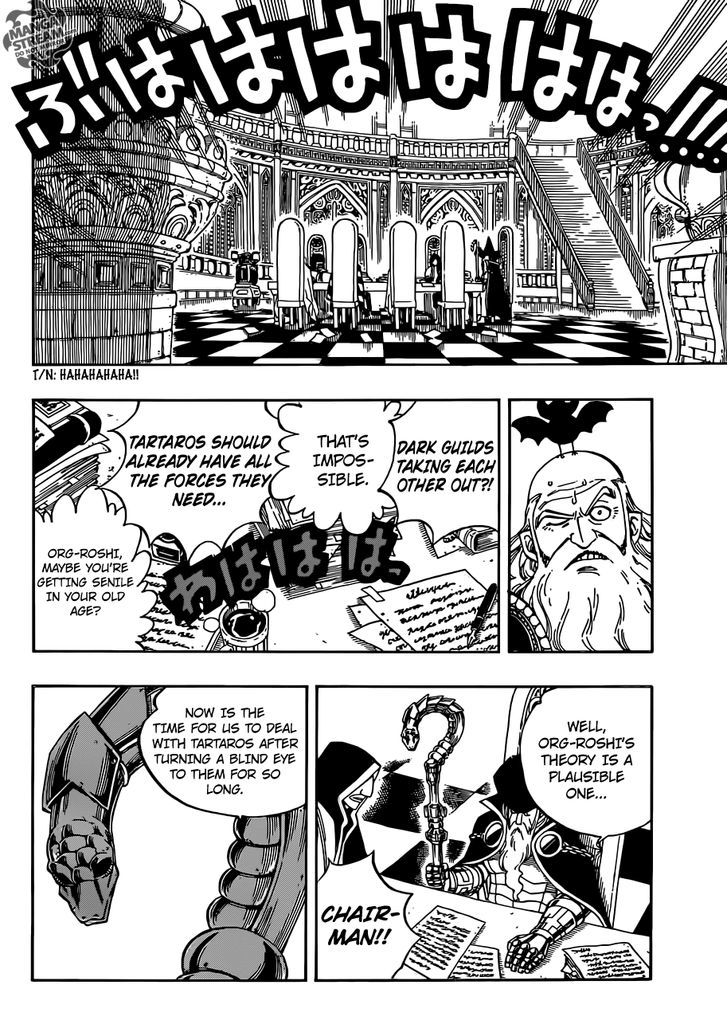 MANGA
STREAM
ぶはははははっ!!!
T/N: HAHAHAHAHA!!
DARK GUILDS
TAKING EACH
OTHER OUT?!
THAT'S
IMPOS-
SIBLE.
TARTAROS SHOULD
ALREADY HAVE ALL
THE FORCES THEY
NEED...
わははは
ORG-ROSHI,
MAYBE YOU'RE
GETTING SENILE
IN YOUR OLD
AGE?
WELL,
ORG-ROSHI'S
THEORY IS A
PLAUSIBLE
ONE...
CHAIR-
MAN!!
NOW IS THE
TIME FOR US TO DEAL
WITH TARTAROS AFTER
TURNING A BLIND EYE
TO THEM FOR SO
LONG.